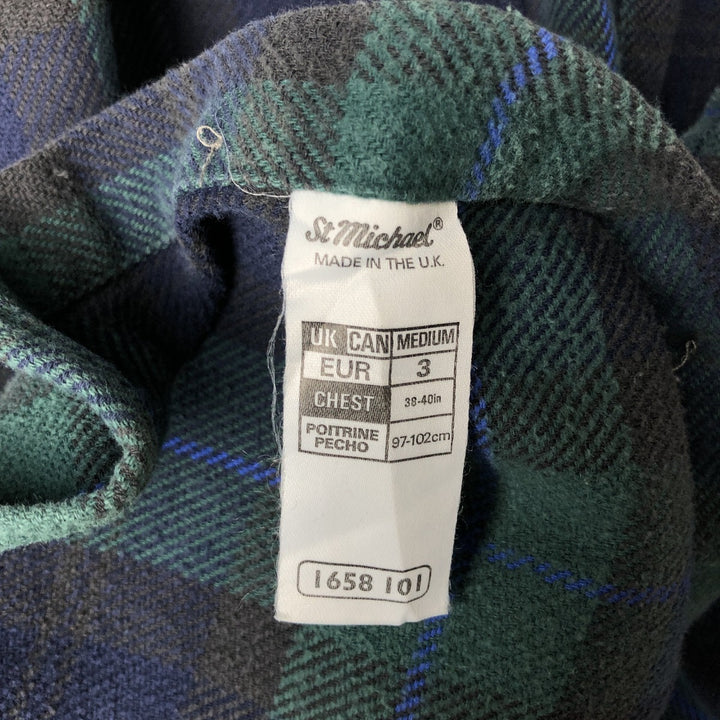 St Michael®
MADE IN THE U.K.
UK CAN MEDIUM
EUR 3
CHEST 38-40in
POITRINE
PECHO 97-102cm
1658 101